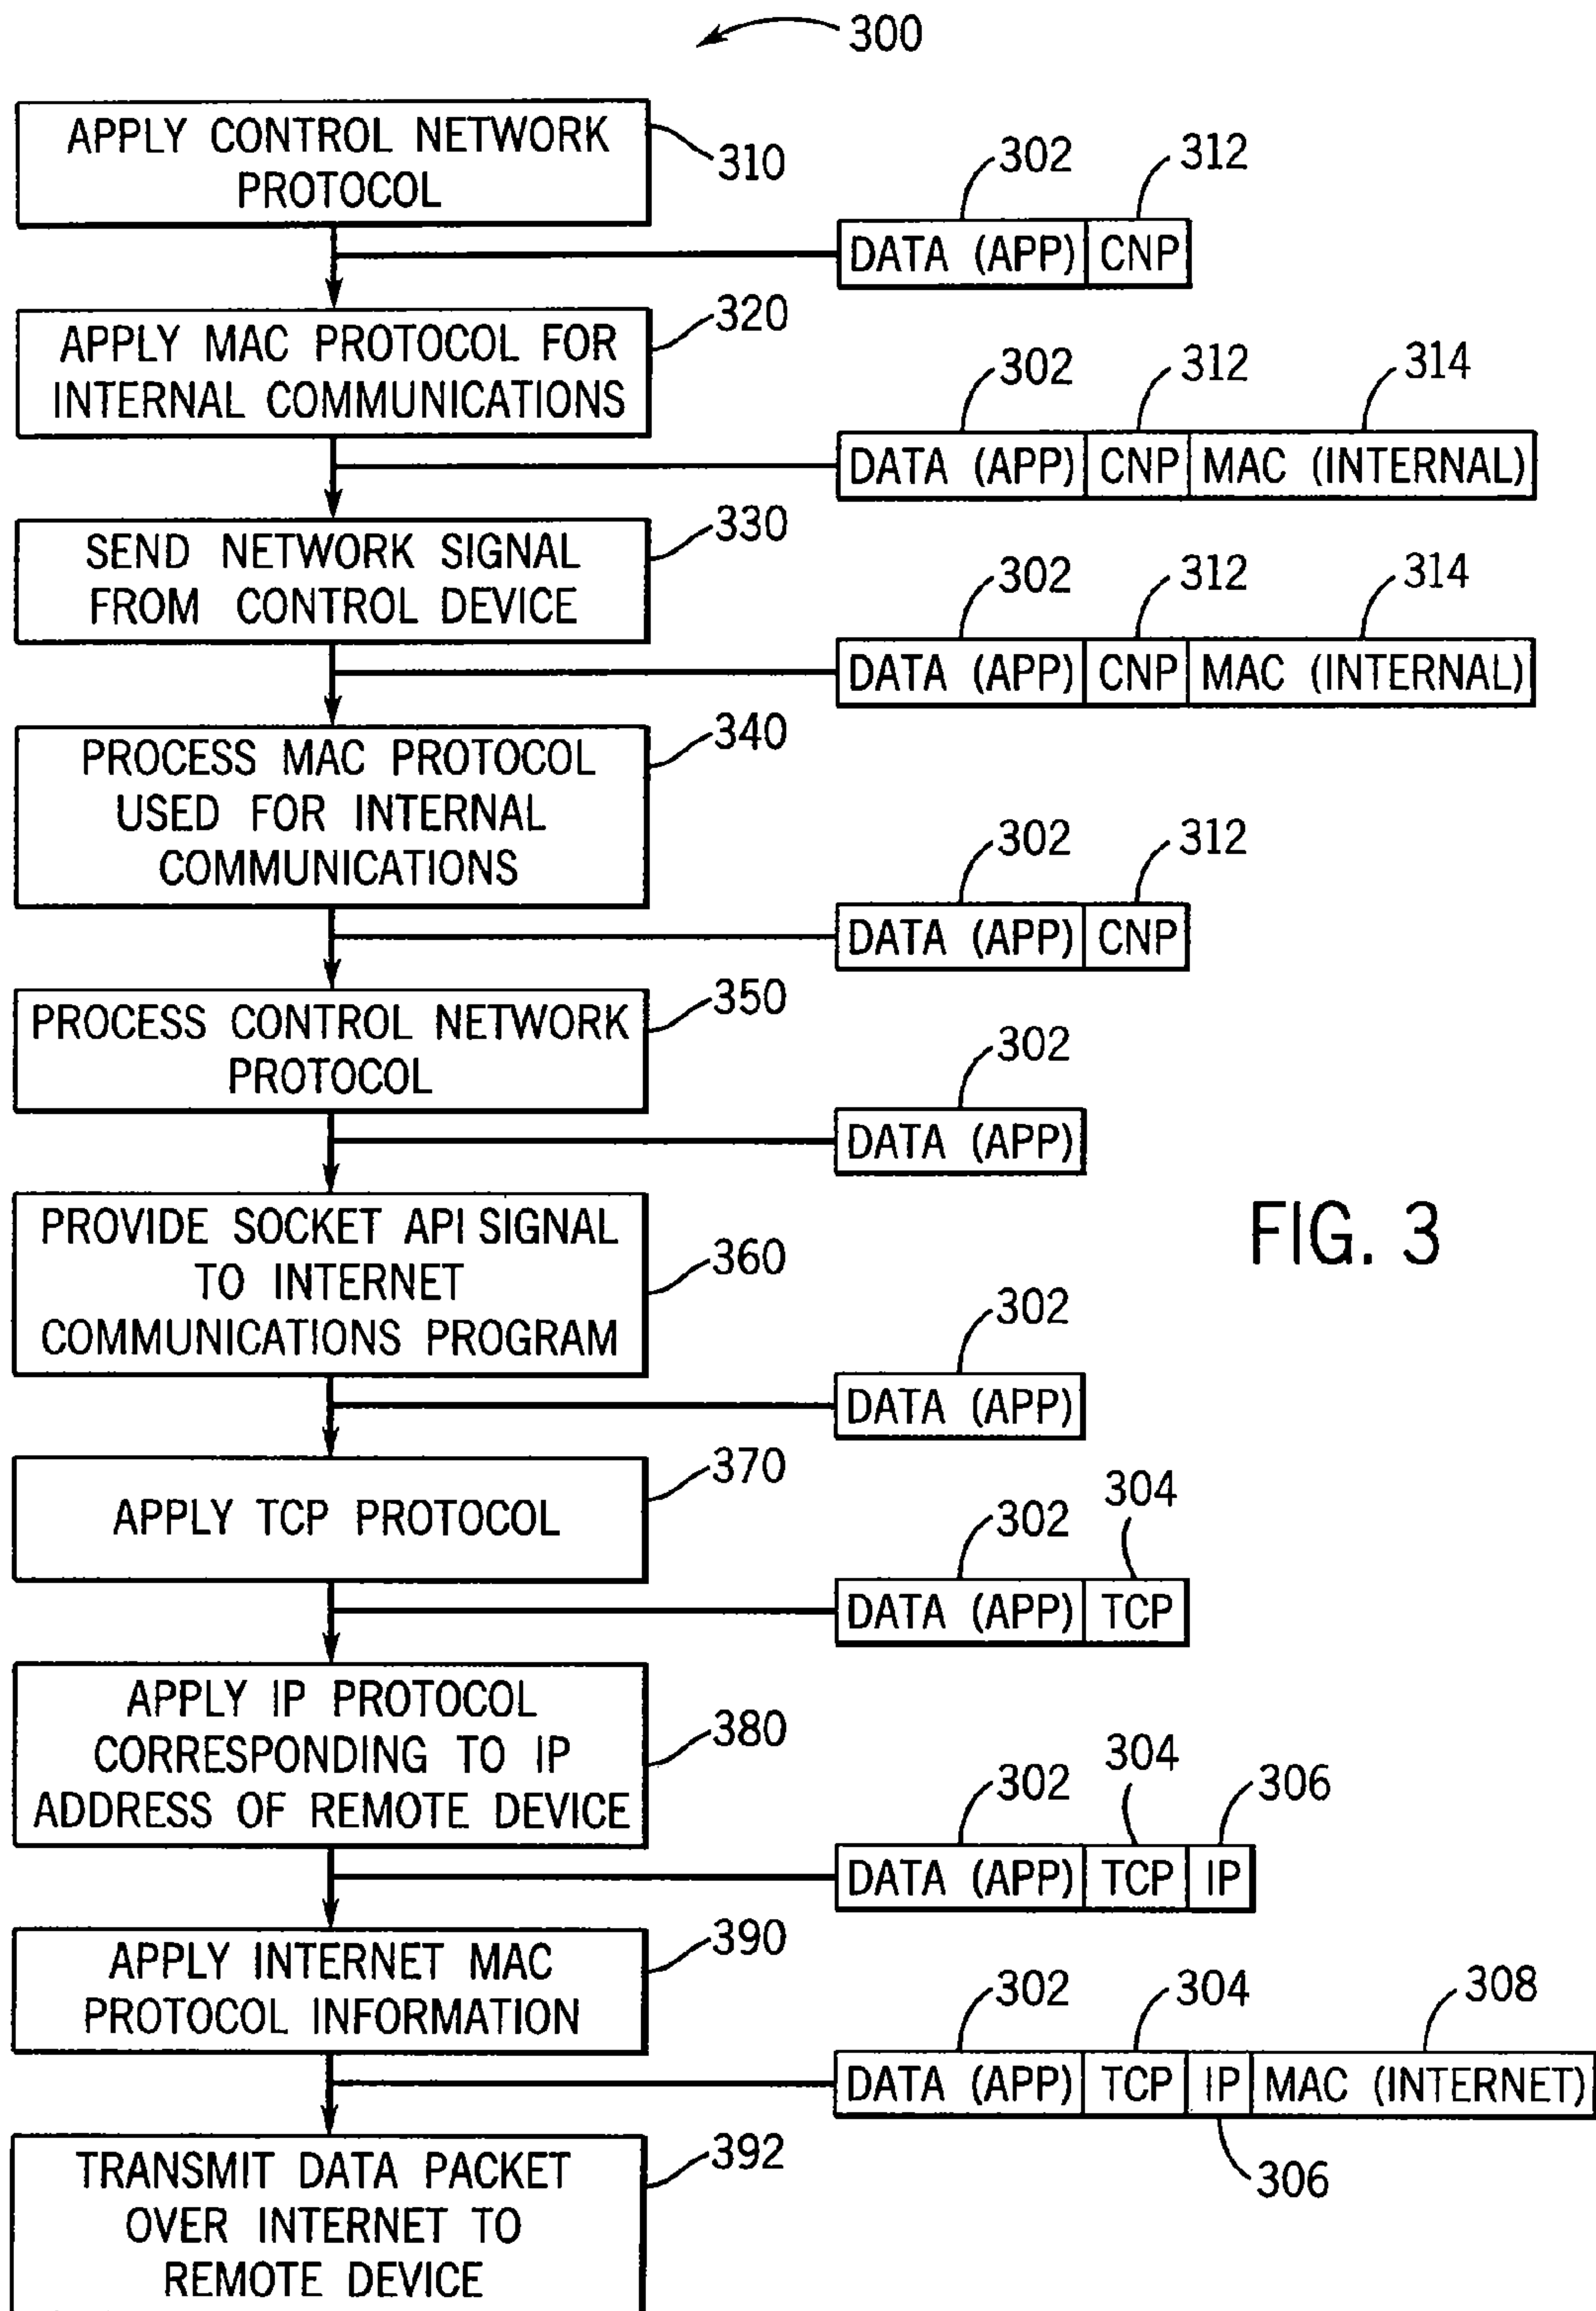 300
APPLY CONTROL NETWORK
PROTOCOL
310
302 312
DATA (APP) CNP
APPLY MAC PROTOCOL FOR
INTERNAL COMMUNICATIONS
320
302 312 314
DATA (APP) CNP MAC (INTERNAL)
SEND NETWORK SIGNAL
FROM CONTROL DEVICE
330
302 312 314
DATA (APP) CNP MAC (INTERNAL)
PROCESS MAC PROTOCOL
USED FOR INTERNAL
COMMUNICATIONS
340
302 312
DATA (APP) CNP
PROCESS CONTROL NETWORK
PROTOCOL
350
302
DATA (APP)
PROVIDE SOCKET API SIGNAL
TO INTERNET
COMMUNICATIONS PROGRAM
360
FIG. 3
302
DATA (APP)
APPLY TCP PROTOCOL
370
302 304
DATA (APP) TCP
APPLY IP PROTOCOL
CORRESPONDING TO IP
ADDRESS OF REMOTE DEVICE
380
302 304 306
DATA (APP) TCP IP
APPLY INTERNET MAC
PROTOCOL INFORMATION
390
302 304 308
DATA (APP) TCP IP MAC (INTERNET)
306
TRANSMIT DATA PACKET
OVER INTERNET TO
REMOTE DEVICE
392